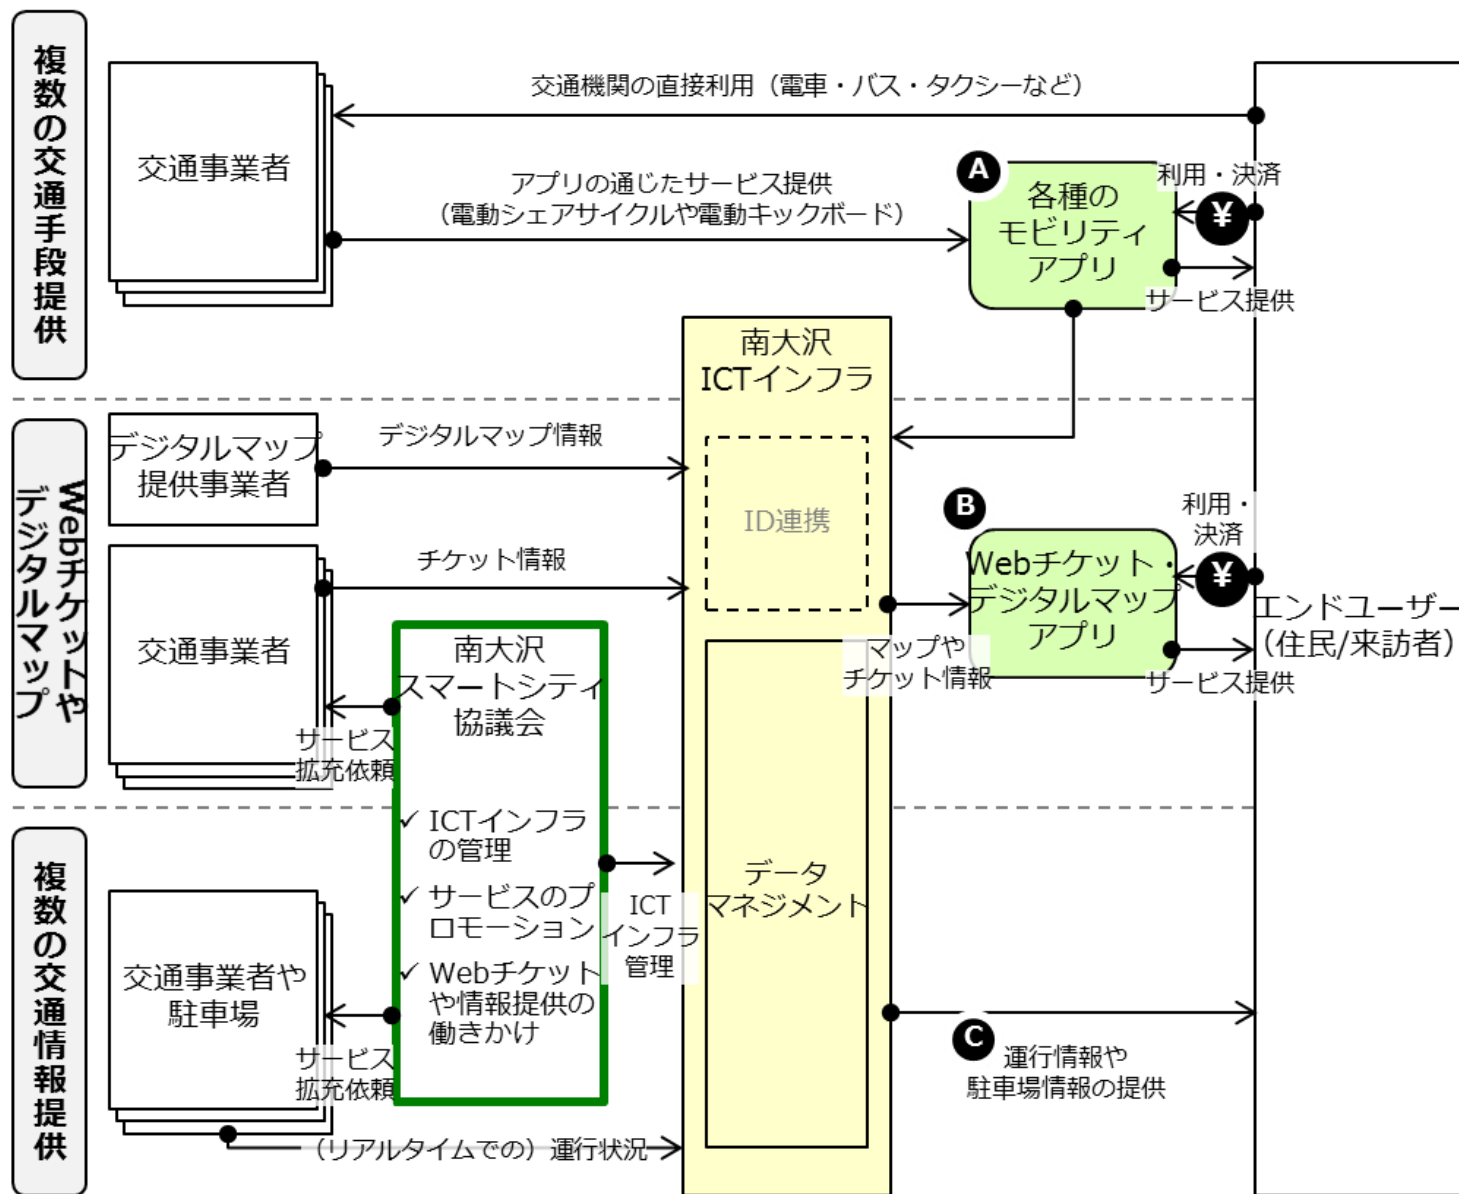 複数の交通手段提供
交通事業者
交通機関の直接利用（電車・バス・タクシーなど）
アプリの通じたサービス提供
（電動シェアサイクルや電動キックボード）
A
各種の
モビリティ
アプリ
利用・決済
¥
サービス提供
南大沢
ICTインフラ
Webチケットや
デジタルマップ
デジタルマップ
提供事業者
デジタルマップ情報
ID連携
交通事業者
チケット情報
B
Webチケット・
デジタルマップ
アプリ
利用・
決済
¥
サービス提供
マップや
チケット情報
エンドユーザー
（住民/来訪者）
南大沢
スマートシティ
協議会
サービス
拡充依頼
✓ ICTインフラ
の管理
✓ サービスのプ
ロモーション
✓ Webチケット
や情報提供の
働きかけ
ICT
インフラ
管理
データ
マネジメント
複数の交通情報提供
交通事業者や
駐車場
サービス
拡充依頼
（リアルタイムでの）運行状況
C
運行情報や
駐車場情報の提供